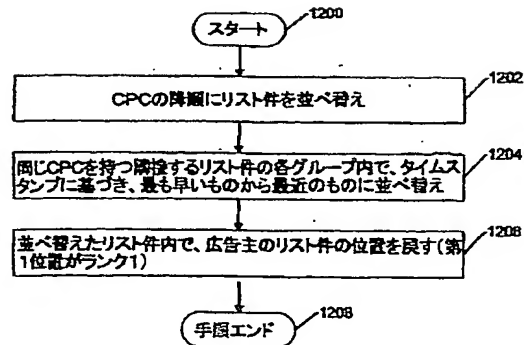 1200
スタート
1202
CPCの降順にリスト件を並べ替え
1204
同じCPCを持つ隣接するリスト件の各グループ内で、タイムス
タンプに基づき、最も早いものから最近のものに並べ替え
1206
並べ替えたリスト件内で、広告主のリスト件の位置を戻す(第
1位置がランク1)
1208
手順エンド